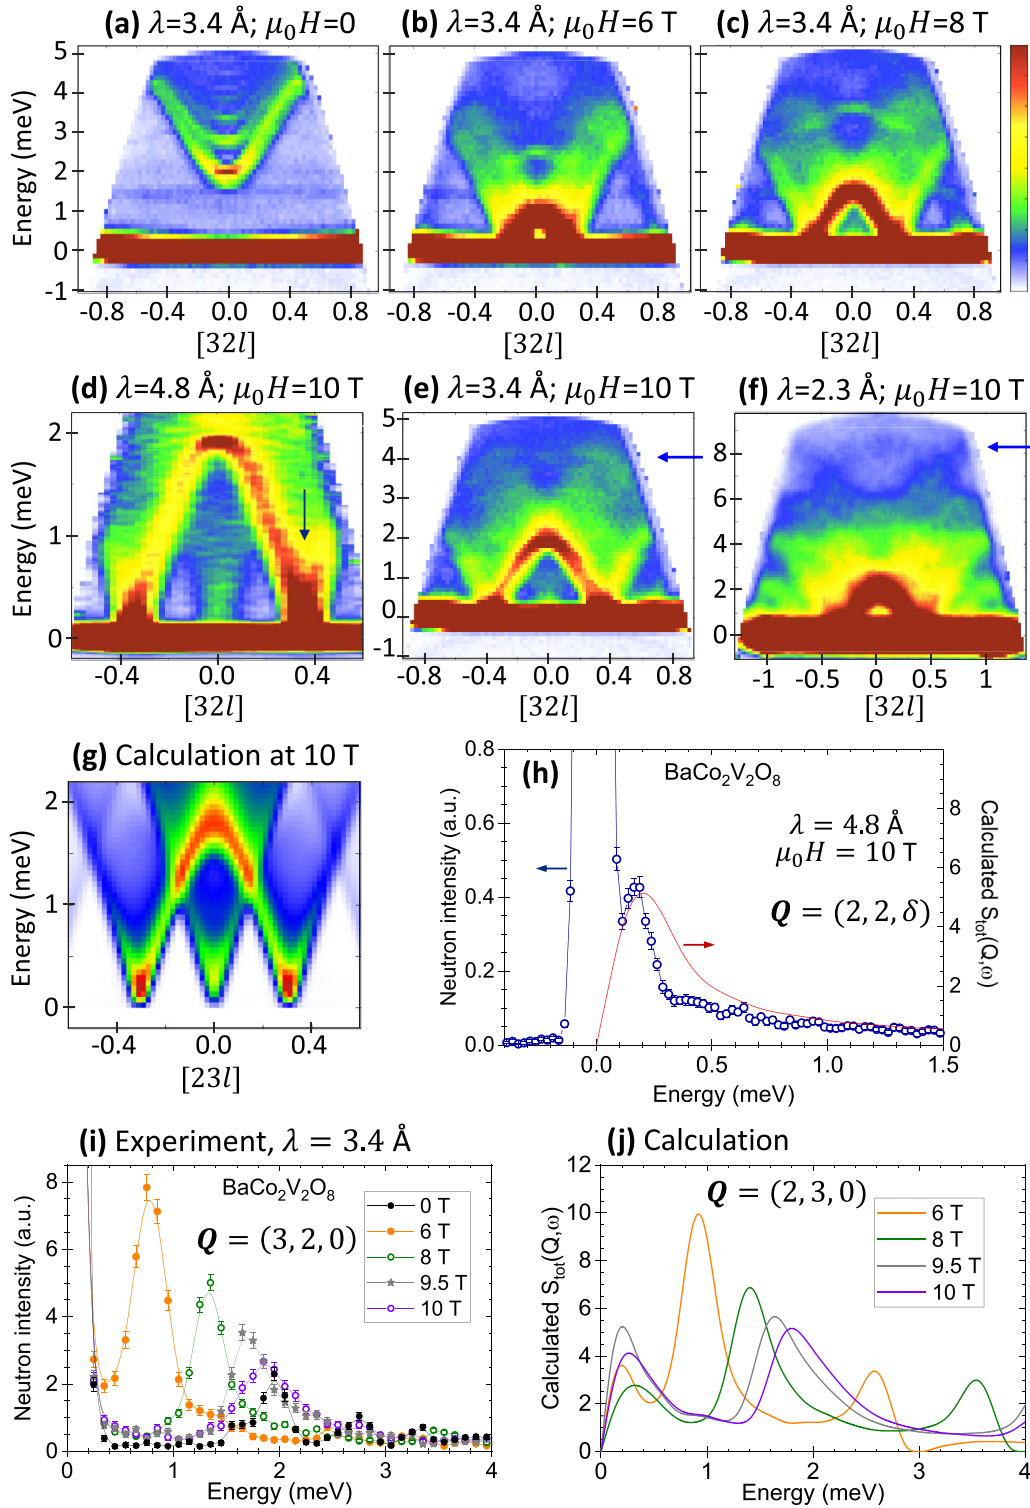 (a) λ=3.4 Å; μ₀H=0
(b) λ=3.4 Å; μ₀H=6 T
(c) λ=3.4 Å; μ₀H=8 T
Energy (meV)
5
4
3
2
1
0
-1
-0.8 -0.4 0.0 0.4 0.8
[32l]
-0.8 -0.4 0.0 0.4 0.8
[32l]
-0.8 -0.4 0.0 0.4 0.8
[32l]
(d) λ=4.8 Å; μ₀H=10 T
(e) λ=3.4 Å; μ₀H=10 T
(f) λ=2.3 Å; μ₀H=10 T
Energy (meV)
2
1
0
-0.4 0.0 0.4
[32l]
5
4
3
2
1
0
-1
-0.8 -0.4 0.0 0.4 0.8
[32l]
8
6
4
2
0
-1 -0.5 0 0.5 1
[32l]
(g) Calculation at 10 T
Energy (meV)
2
1
0
-0.4 0.0 0.4
[23l]
(h)
BaCo₂V₂O₈
λ = 4.8 Å
μ₀H = 10 T
Q = (2, 2, δ)
Neutron intensity (a.u.)
0.8
0.6
0.4
0.2
0.0
Calculated Sₜₒₜ(Q,ω)
8
6
4
2
0
0.0 0.5 1.0 1.5
Energy (meV)
(i) Experiment, λ = 3.4 Å
BaCo₂V₂O₈
Q = (3, 2, 0)
0 T
6 T
8 T
9.5 T
10 T
Neutron intensity (a.u.)
8
6
4
2
0
0 1 2 3 4
Energy (meV)
(j) Calculation
Q = (2, 3, 0)
6 T
8 T
9.5 T
10 T
Calculated Sₜₒₜ(Q,ω)
12
10
8
6
4
2
0
0 1 2 3 4
Energy (meV)